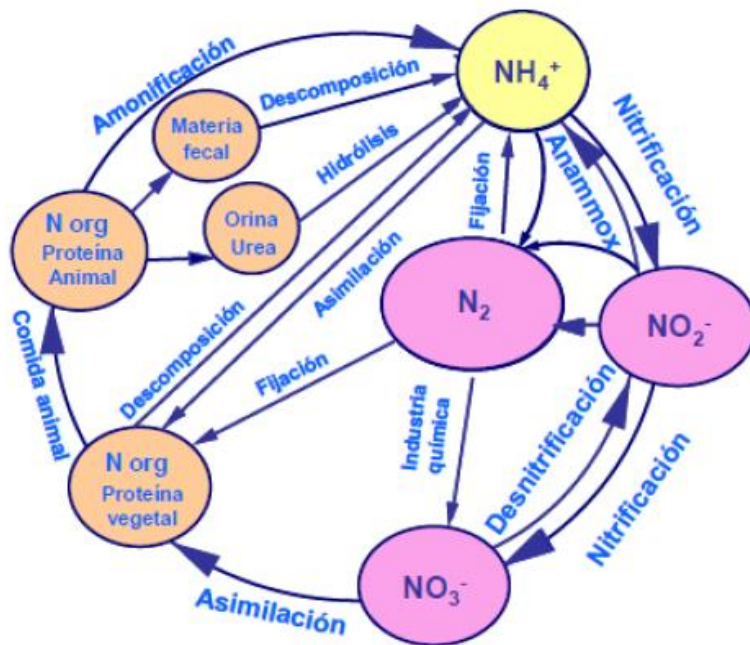 NH₄⁺
Amonificación
Descomposición
Materia
fecal
Nitrificación
Hidrólisis
Fijación
Anammox
N org
Proteína
Animal
Orina
Urea
Asimilación
N₂
NO₂⁻
Comida animal
Descomposición
Fijación
Industria
química
Desnitrificación
Nitrificación
N org
Proteína
vegetal
NO₃⁻
Asimilación